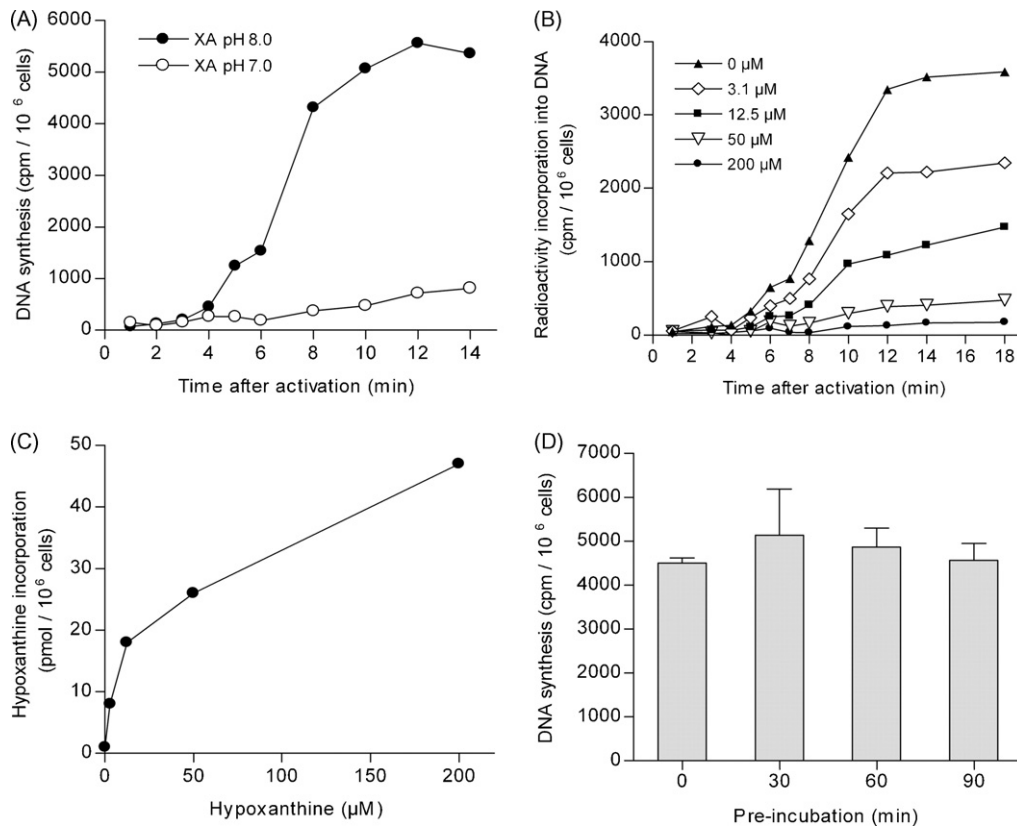 (A)
DNA synthesis (cpm / 10 6 cells)
6000
5000
4000
3000
2000
1000
0
XA pH 8.0
XA pH 7.0
0 2 4 6 8 10 12 14
Time after activation (min)
(B)
Radioactivity incorporation into DNA
(cpm / 10 6 cells)
4000
3000
2000
1000
0
0 µM
3.1 µM
12.5 µM
50 µM
200 µM
0 2 4 6 8 10 12 14 16 18
Time after activation (min)
(C)
Hypoxanthine incorporation
(pmol / 10 6 cells)
50
40
30
20
10
0
0 50 100 150 200
Hypoxanthine (µM)
(D)
DNA synthesis (cpm / 10 6 cells)
7000
6000
5000
4000
3000
2000
1000
0
0 30 60 90
Pre-incubation (min)